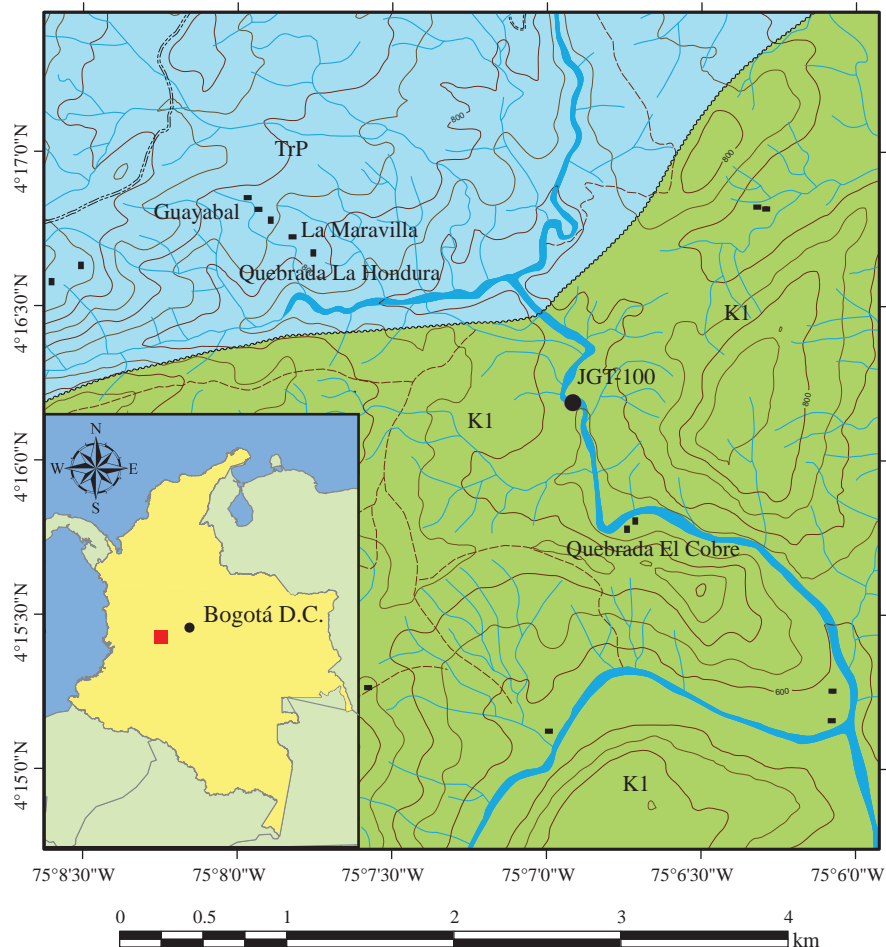 800
TrP
4°17'0"N
800
Guayabal
La Maravilla
Quebrada La Hondura
4°16'30"N
K1
JGT-100
800
K1
4°16'0"N
N
W
E
S
Quebrada El Cobre
Bogotá D.C.
4°15'30"N
600
4°15'0"N
K1
75°8'30"W
75°8'0"W
75°7'30"W
75°7'0"W
75°6'30"W
75°6'0"W
0
0.5
1
2
3
4
km